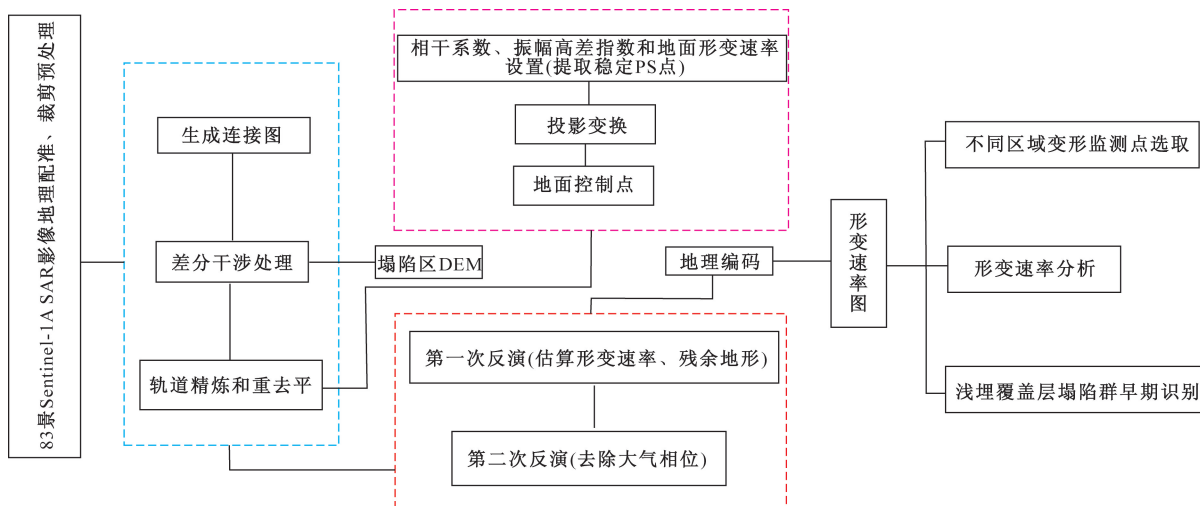 83景Sentinel-1A SAR影像地理配准、裁剪预处理
生成连接图
差分干涉处理
轨道精炼和重去平
塌陷区DEM
相干系数、振幅高差指数和地面形变速率
设置(提取稳定PS点)
投影变换
地面控制点
第一次反演(估算形变速率、残余地形)
第二次反演(去除大气相位)
地理编码
形变速率图
不同区域变形监测点选取
形变速率分析
浅埋覆盖层塌陷群早期识别